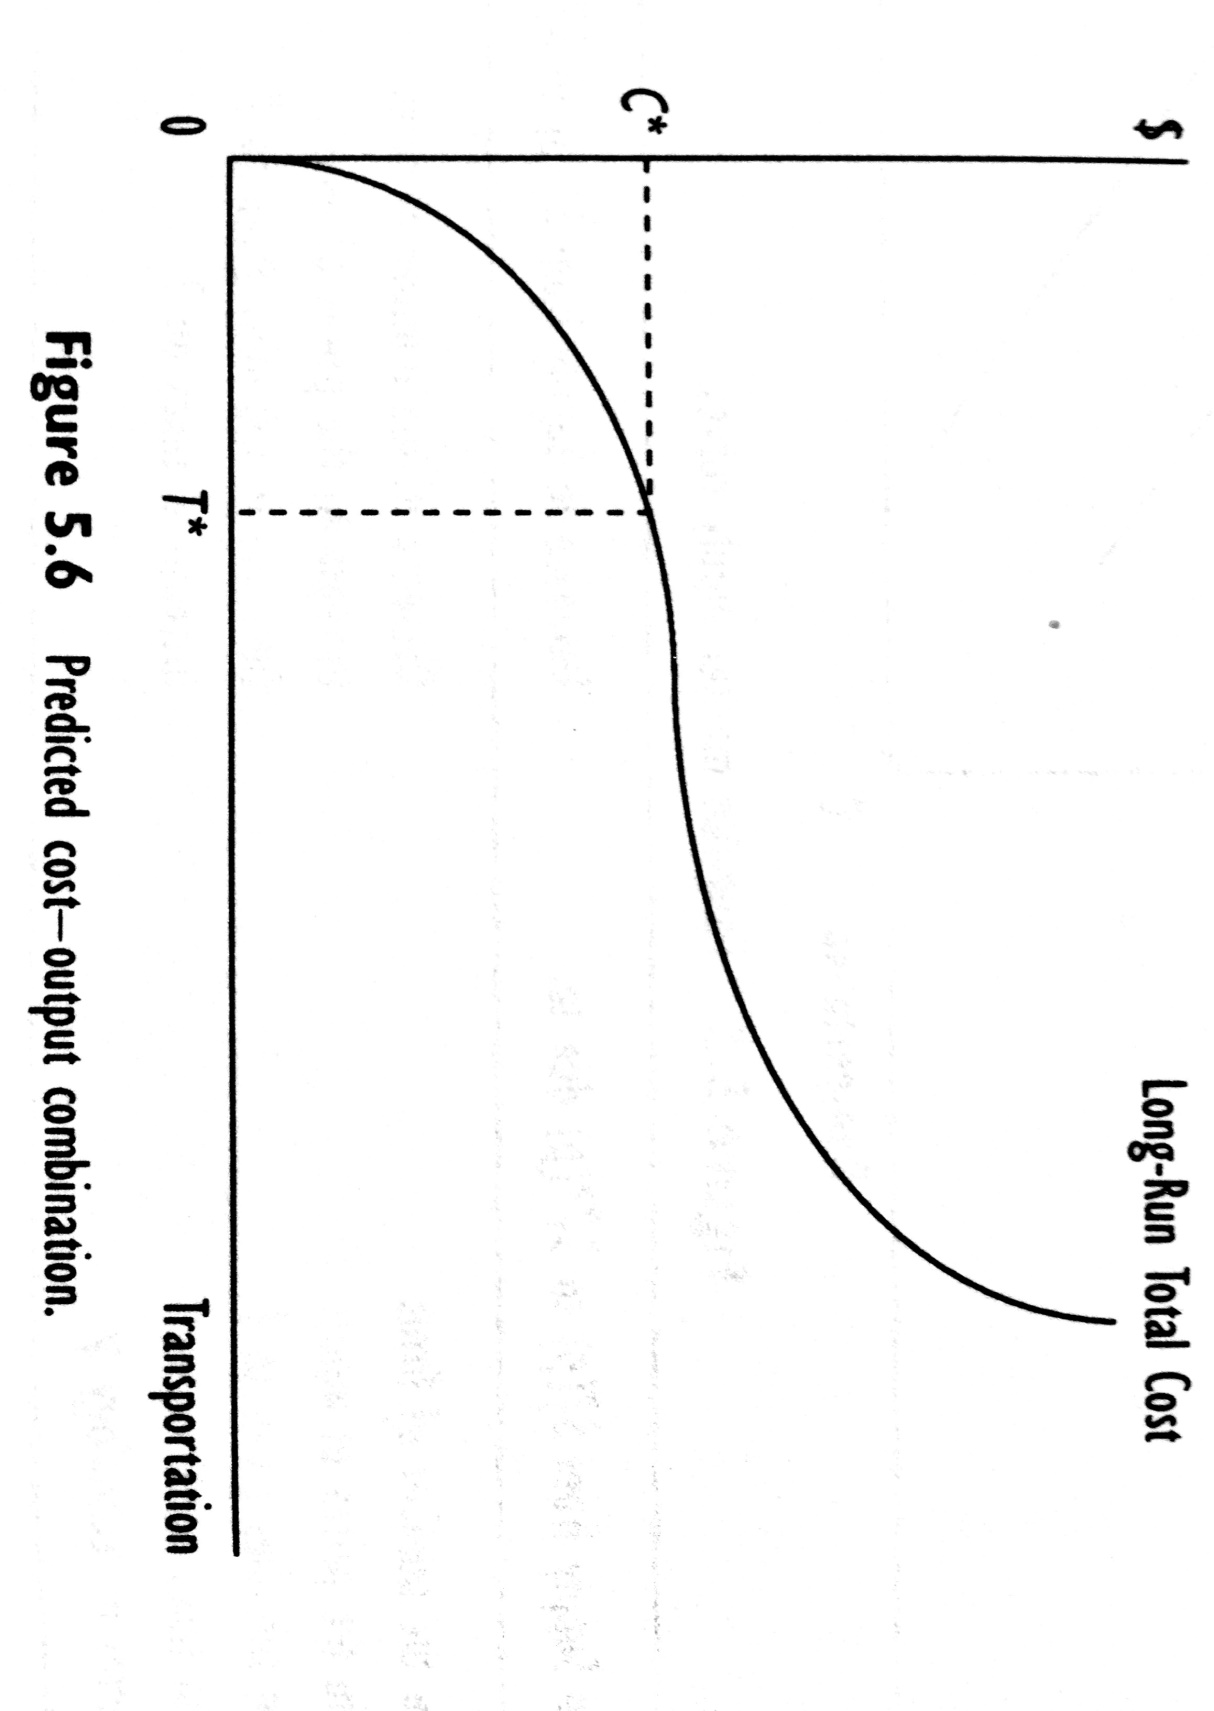 $
Long-Run Total Cost
C*
0
T*
Transportation
Figure 5.6 Predicted cost—output combination.